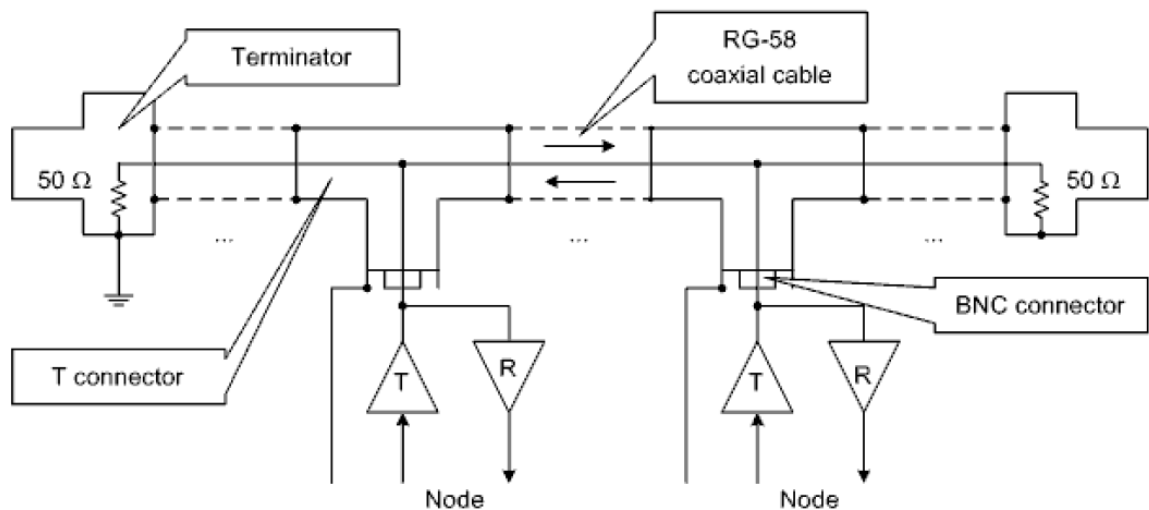 Terminator
RG-58
coaxial cable
50 Ω
50 Ω
...
...
...
BNC connector
T connector
T
R
T
R
Node
Node